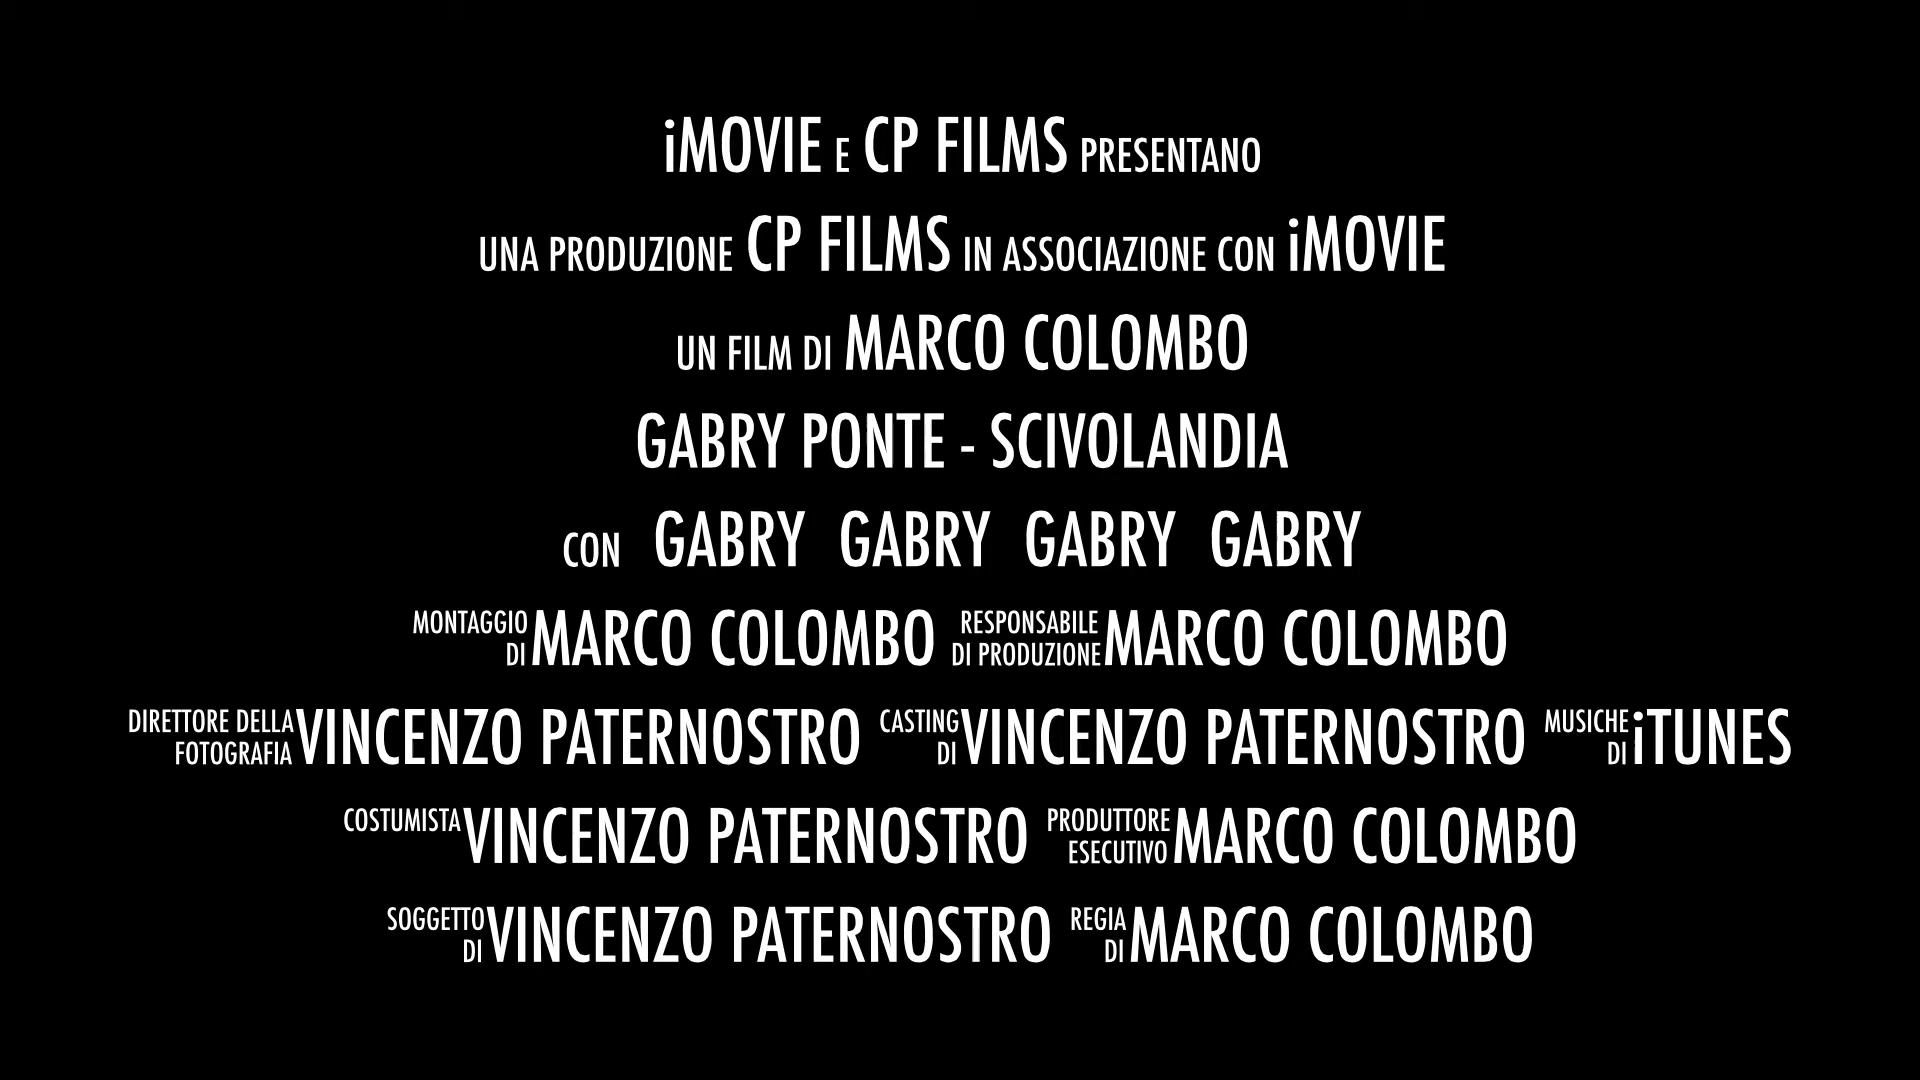 iMOVIE E CP FILMS PRESENTANO
UNA PRODUZIONE CP FILMS IN ASSOCIAZIONE CON iMOVIE
UN FILM DI MARCO COLOMBO
GABRY PONTE - SCIVOLANDIA
CON GABRY GABRY GABRY GABRY
MONTAGGIO DI MARCO COLOMBO RESPONSABILE DI PRODUZIONE MARCO COLOMBO
DIRETTORE DELLA FOTOGRAFIA VINCENZO PATERNOSTRO CASTING DI VINCENZO PATERNOSTRO MUSICHE DI iTUNES
COSTUMISTA VINCENZO PATERNOSTRO PRODUTTORE ESECUTIVO MARCO COLOMBO
SOGGETTO DI VINCENZO PATERNOSTRO REGIA DI MARCO COLOMBO